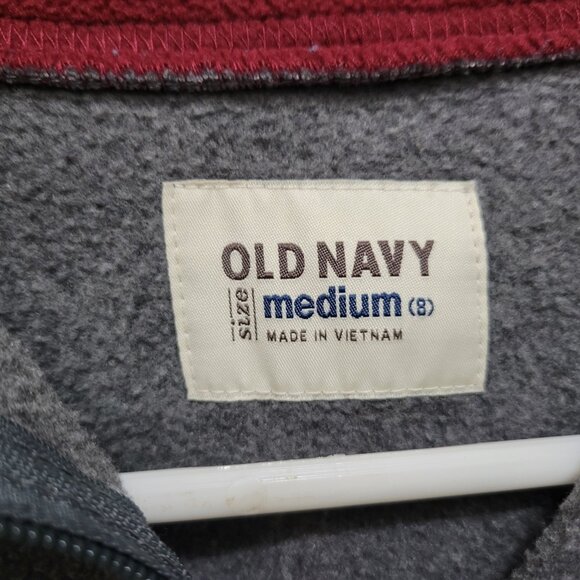 OLD NAVY
size medium (8)
MADE IN VIETNAM